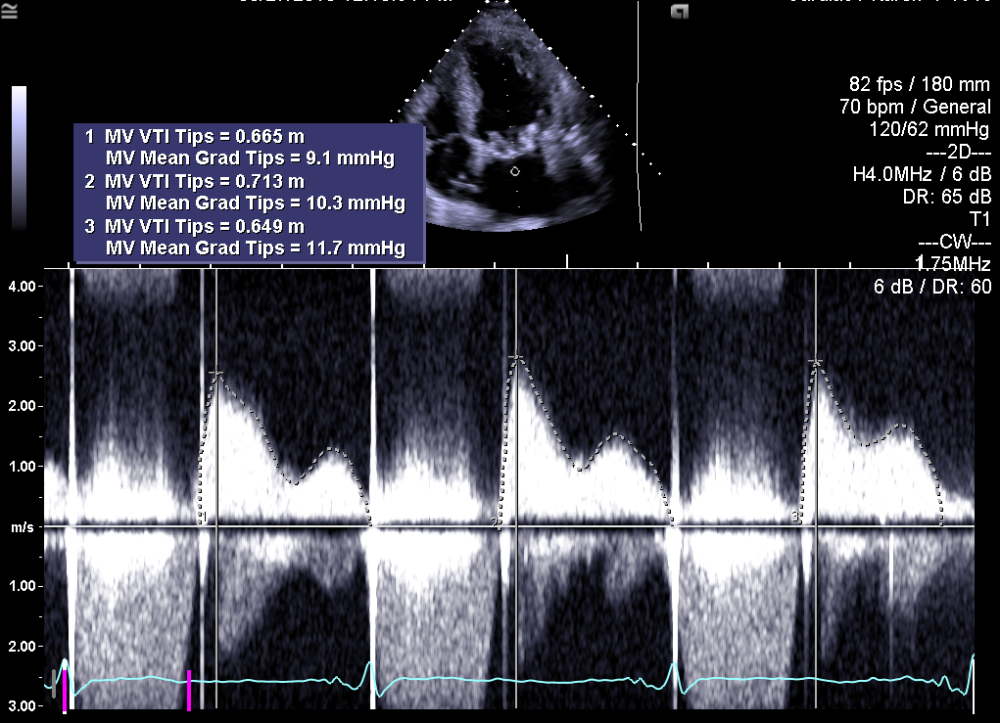 82 fps / 180 mm
70 bpm / General
120/62 mmHg
---2D---
H4.0MHz / 6 dB
DR: 65 dB
T1
---CW---
1.75MHz
6 dB / DR: 60
1 MV VTI Tips = 0.665 m
MV Mean Grad Tips = 9.1 mmHg
2 MV VTI Tips = 0.713 m
MV Mean Grad Tips = 10.3 mmHg
3 MV VTI Tips = 0.649 m
MV Mean Grad Tips = 11.7 mmHg
4.00
3.00
2.00
1.00
1 2 3
m/s
1.00
2.00
3.00